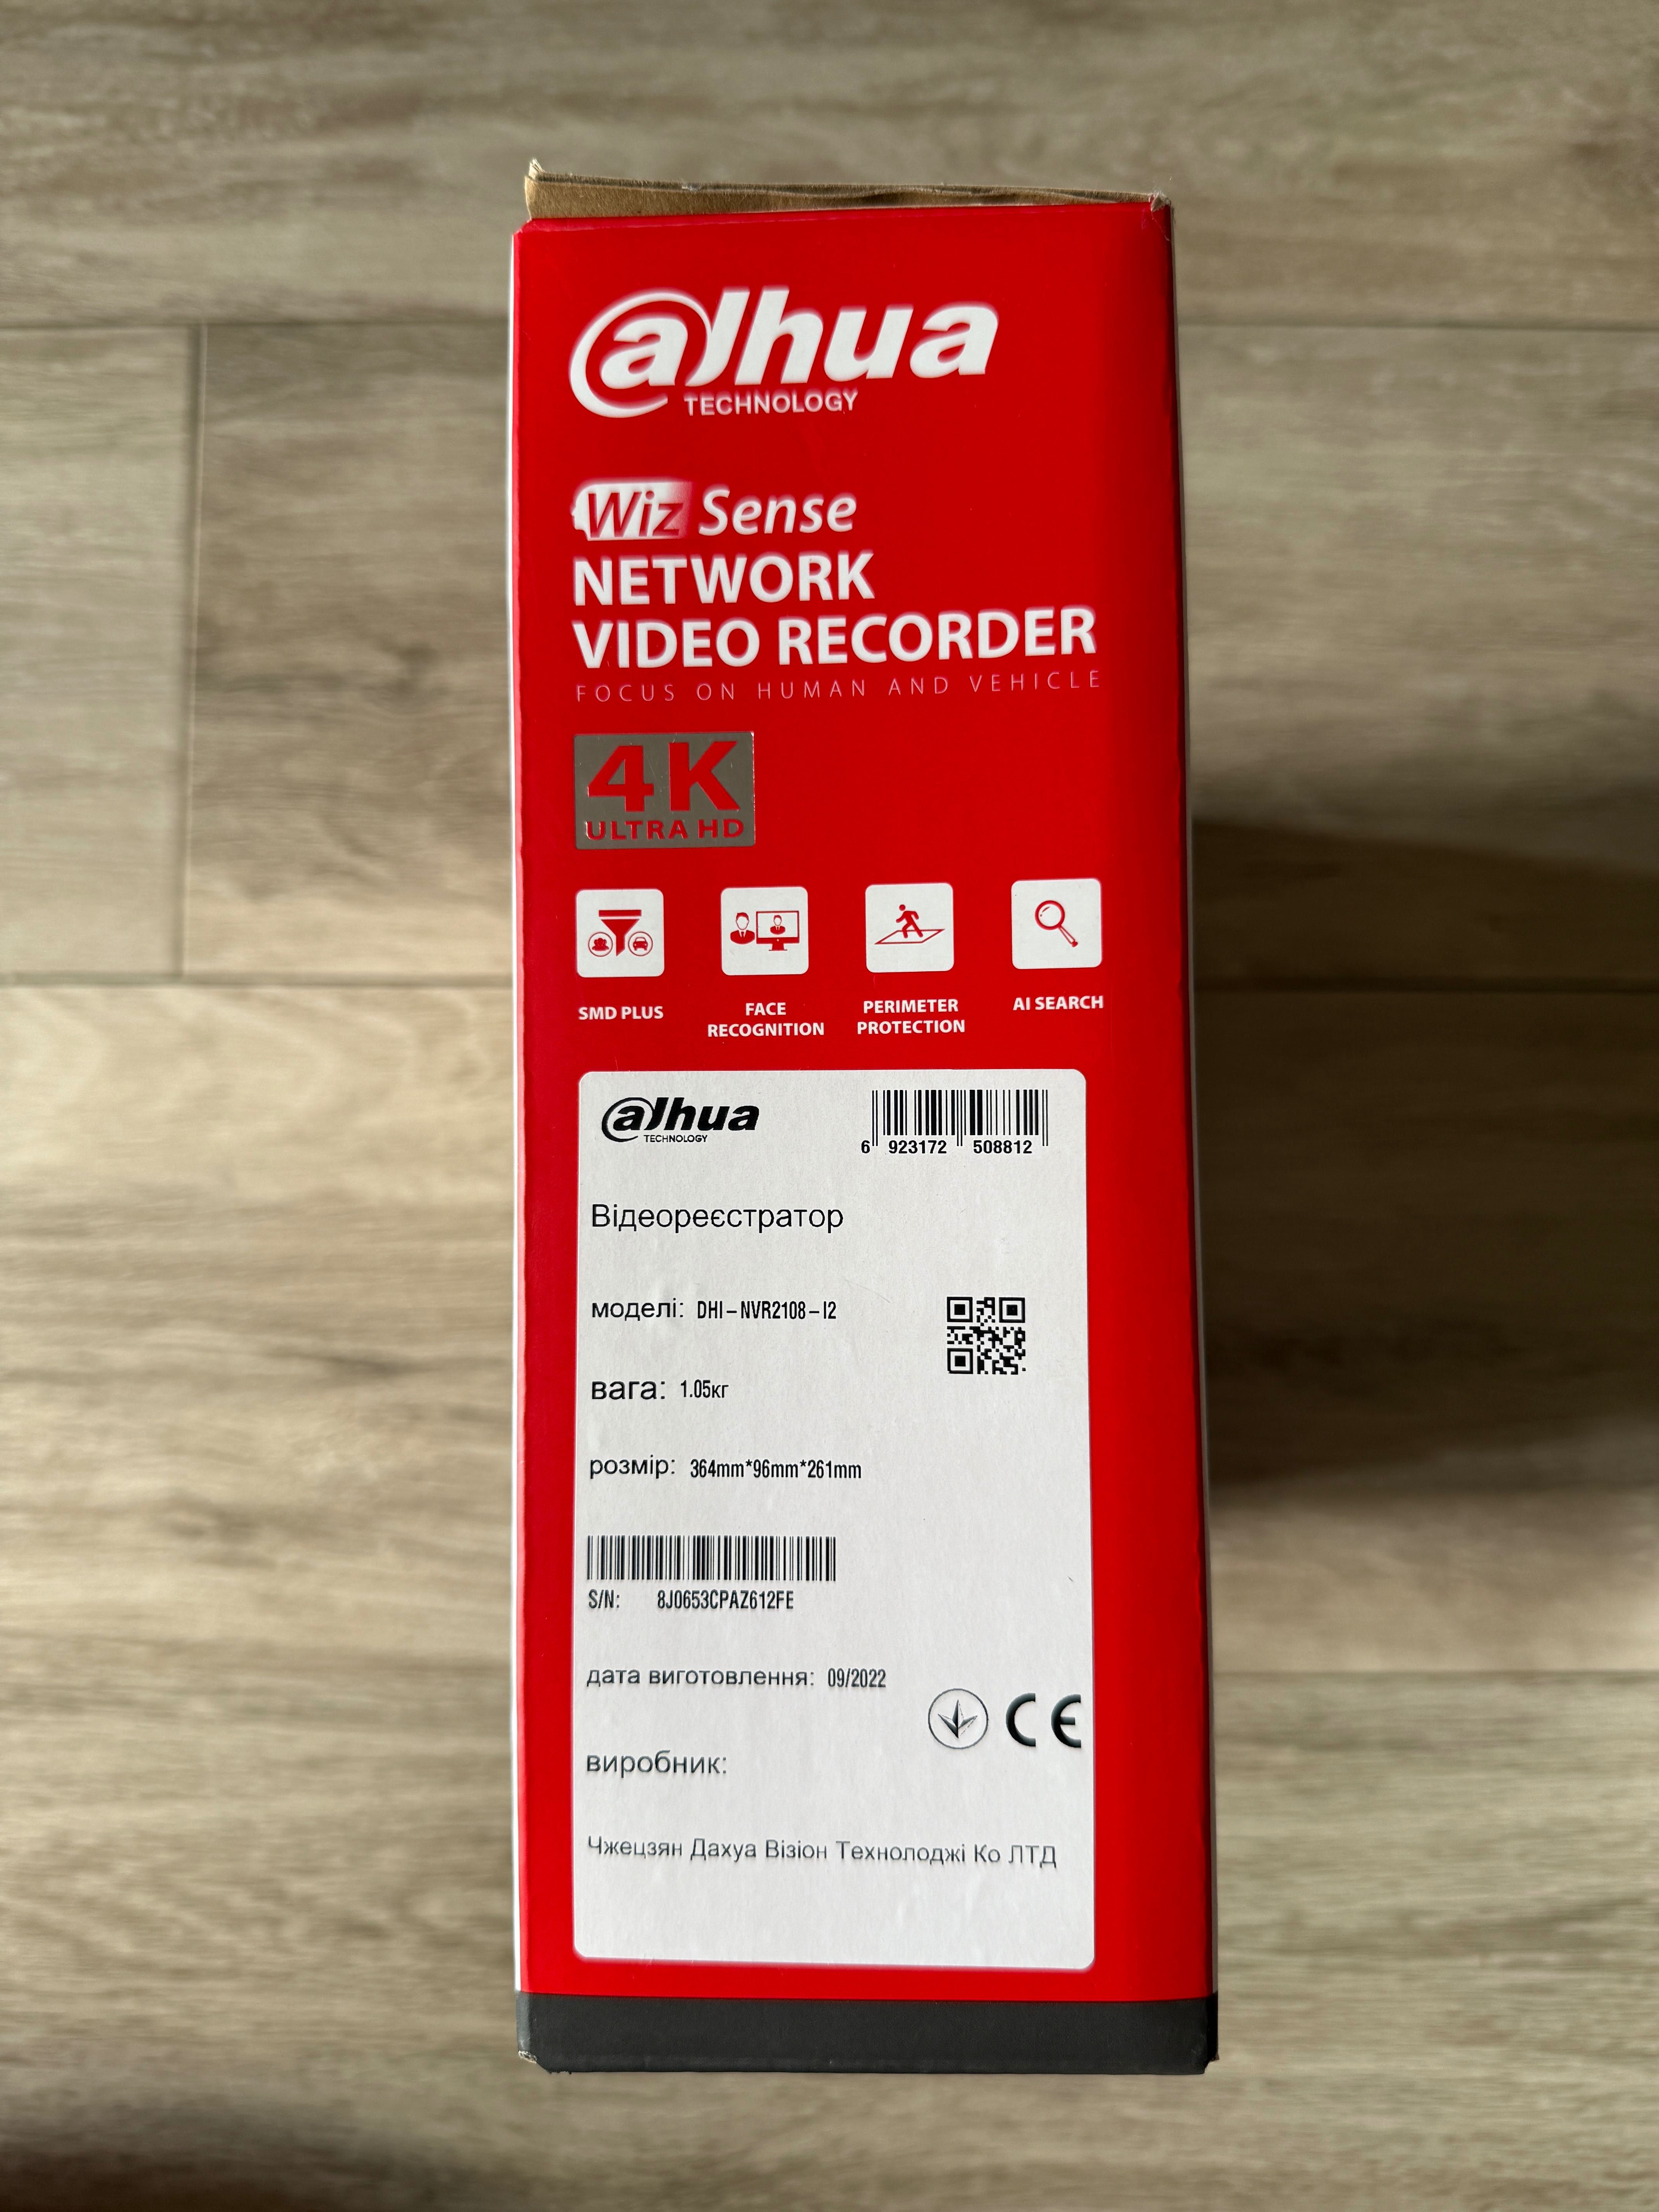 alhua
TECHNOLOGY
Wiz Sense
NETWORK
VIDEO RECORDER
FOCUS ON HUMAN AND VEHICLE
4K
ULTRA HD
SMD PLUS
FACE
RECOGNITION
PERIMETER
PROTECTION
AI SEARCH
alhua
TECHNOLOGY
6 923172 508812
Відеореєстратор
моделі: DHI-NVR2108-I2
вага: 1.05кг
розмір: 364mm*96mm*261mm
S/N: 8J0653CPAZ612FE
дата виготовлення: 09/2022
CE
виробник:
Чжецзян Дахуа Візіон Технолоджі Ко ЛТД